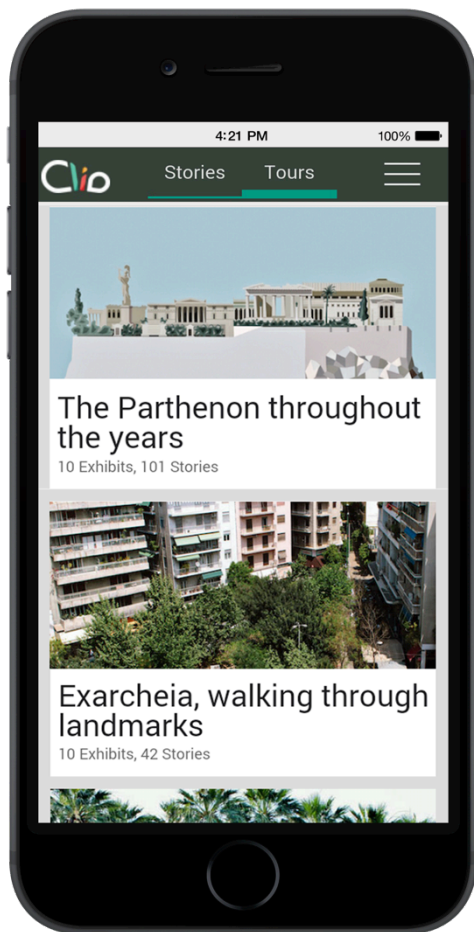 4:21 PM 100%
Clio Stories Tours
The Parthenon throughout
the years
10 Exhibits, 101 Stories
Exarcheia, walking through
landmarks
10 Exhibits, 42 Stories